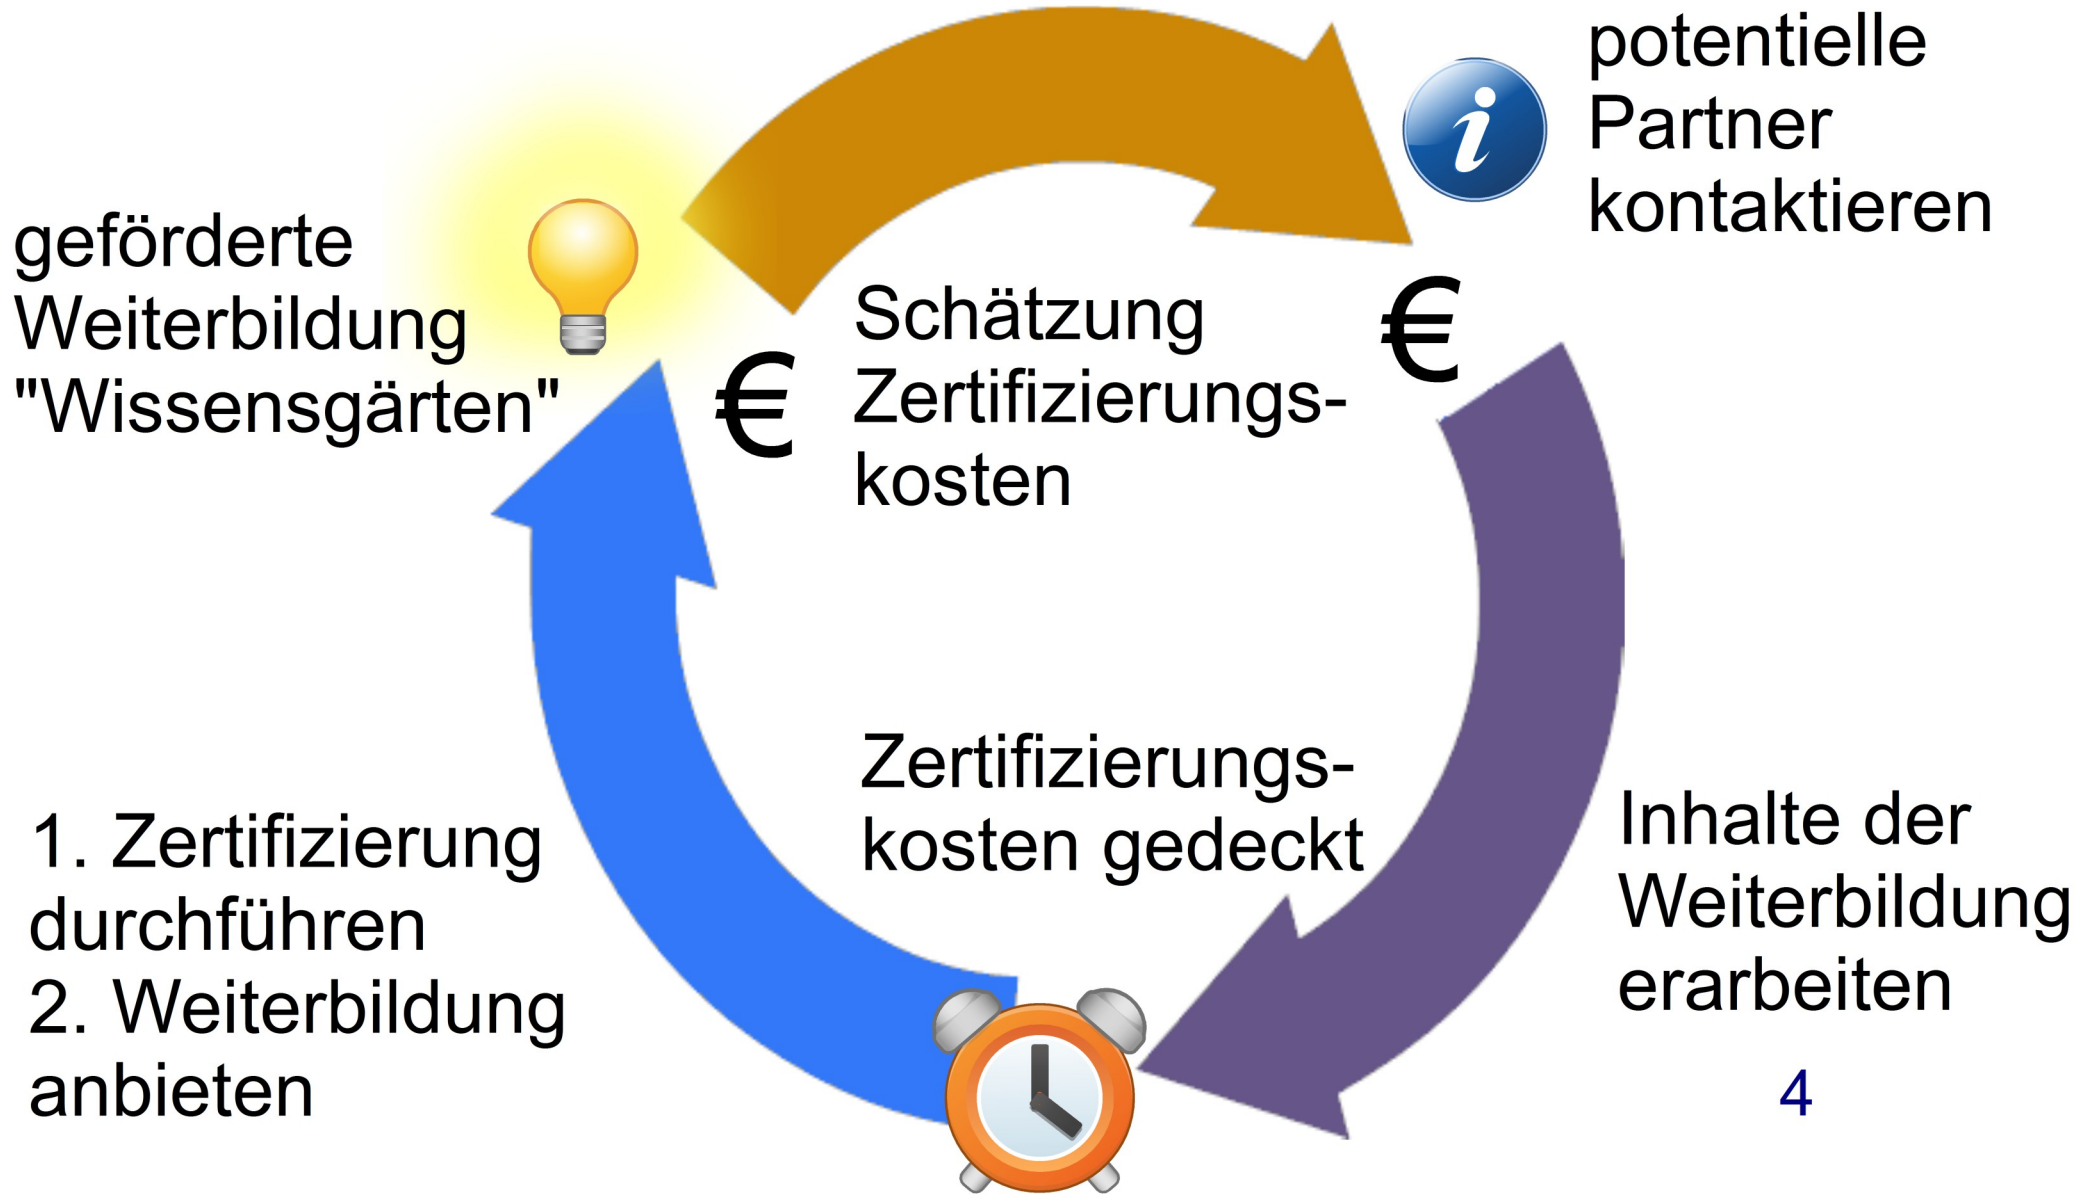 potentielle
Partner
kontaktieren
i
geförderte
Weiterbildung
"Wissensgärten"
€
Schätzung
Zertifizierungs-
kosten
€
Zertifizierungs-
kosten gedeckt
Inhalte der
Weiterbildung
erarbeiten
1. Zertifizierung
durchführen
2. Weiterbildung
anbieten
4